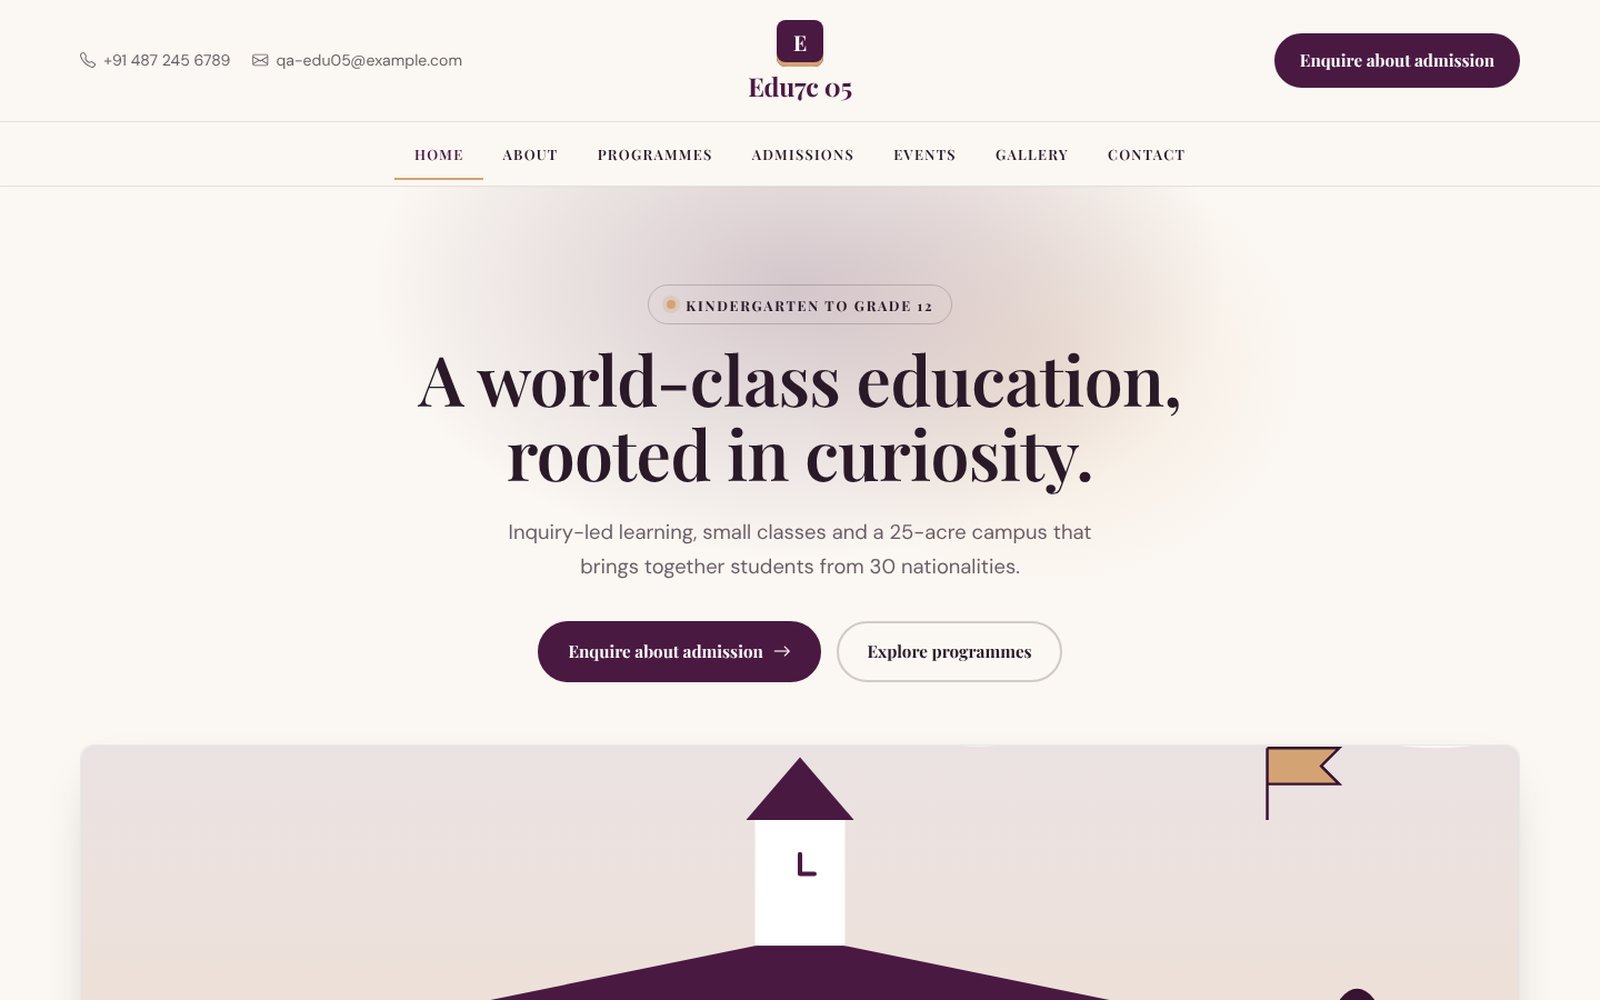 +91 487 245 6789
qa-edu05@example.com
E
Edu7c 05
Enquire about admission
HOME
ABOUT
PROGRAMMES
ADMISSIONS
EVENTS
GALLERY
CONTACT
KINDERGARTEN TO GRADE 12
A world-class education,
rooted in curiosity.
Inquiry-led learning, small classes and a 25-acre campus that
brings together students from 30 nationalities.
Enquire about admission
Explore programmes